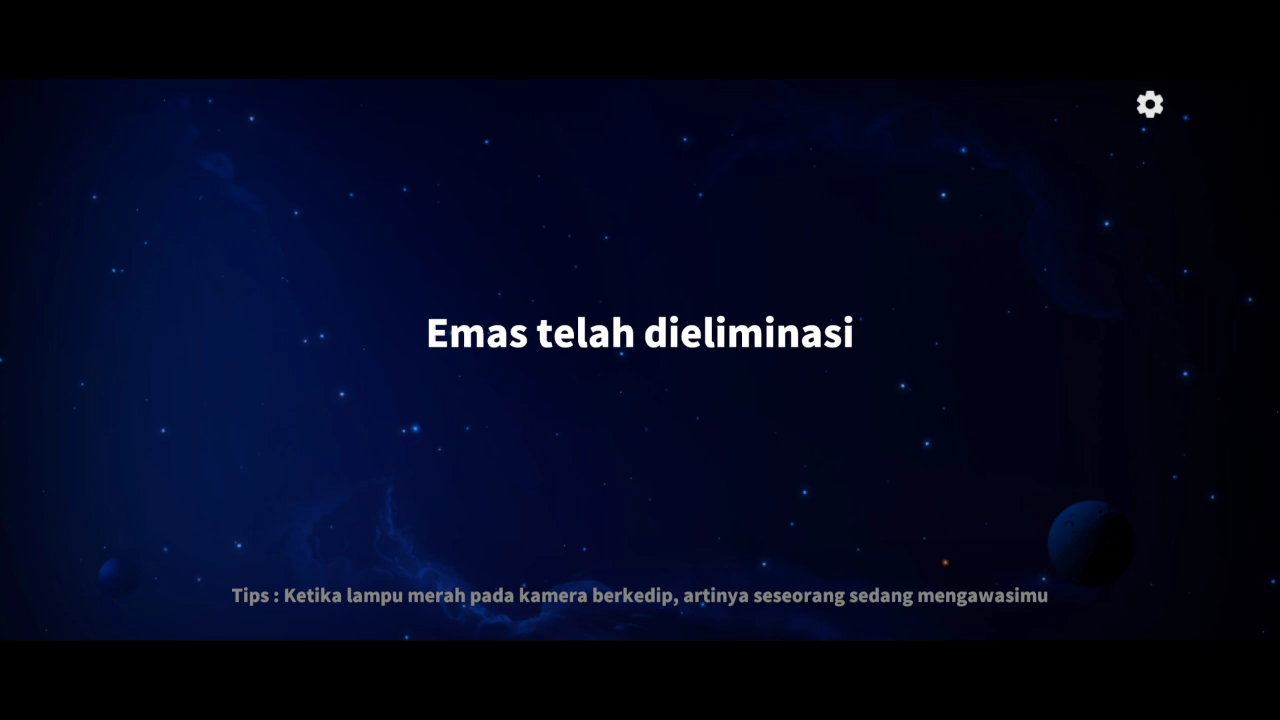 Emas telah dieliminasi
Tips : Ketika lampu merah pada kamera berkedip, artinya seseorang sedang mengawasimu